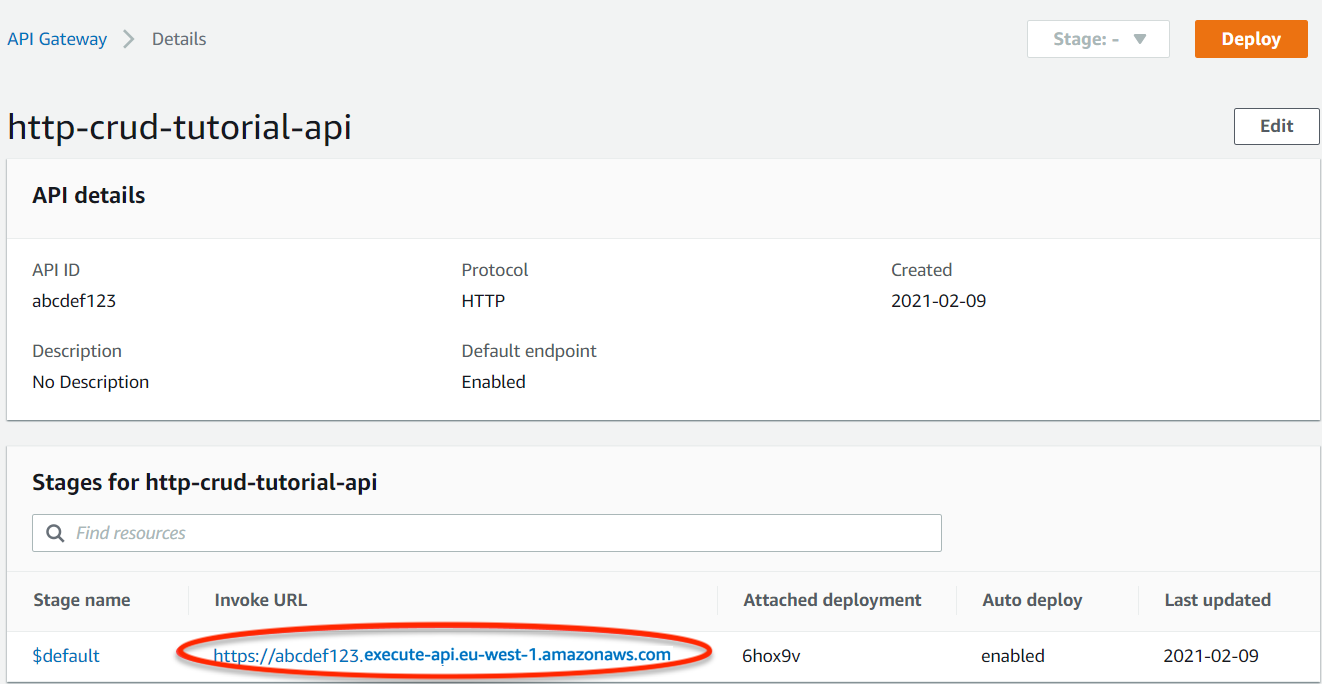 API Gateway > Details Stage: - Deploy
http-crud-tutorial-api Edit
API details
API ID Protocol Created
abcdef123 HTTP 2021-02-09
Description Default endpoint
No Description Enabled
Stages for http-crud-tutorial-api
Find resources
Stage name Invoke URL Attached deployment Auto deploy Last updated
$default https://abcdef123.execute-api.eu-west-1.amazonaws.com 6hox9v enabled 2021-02-09